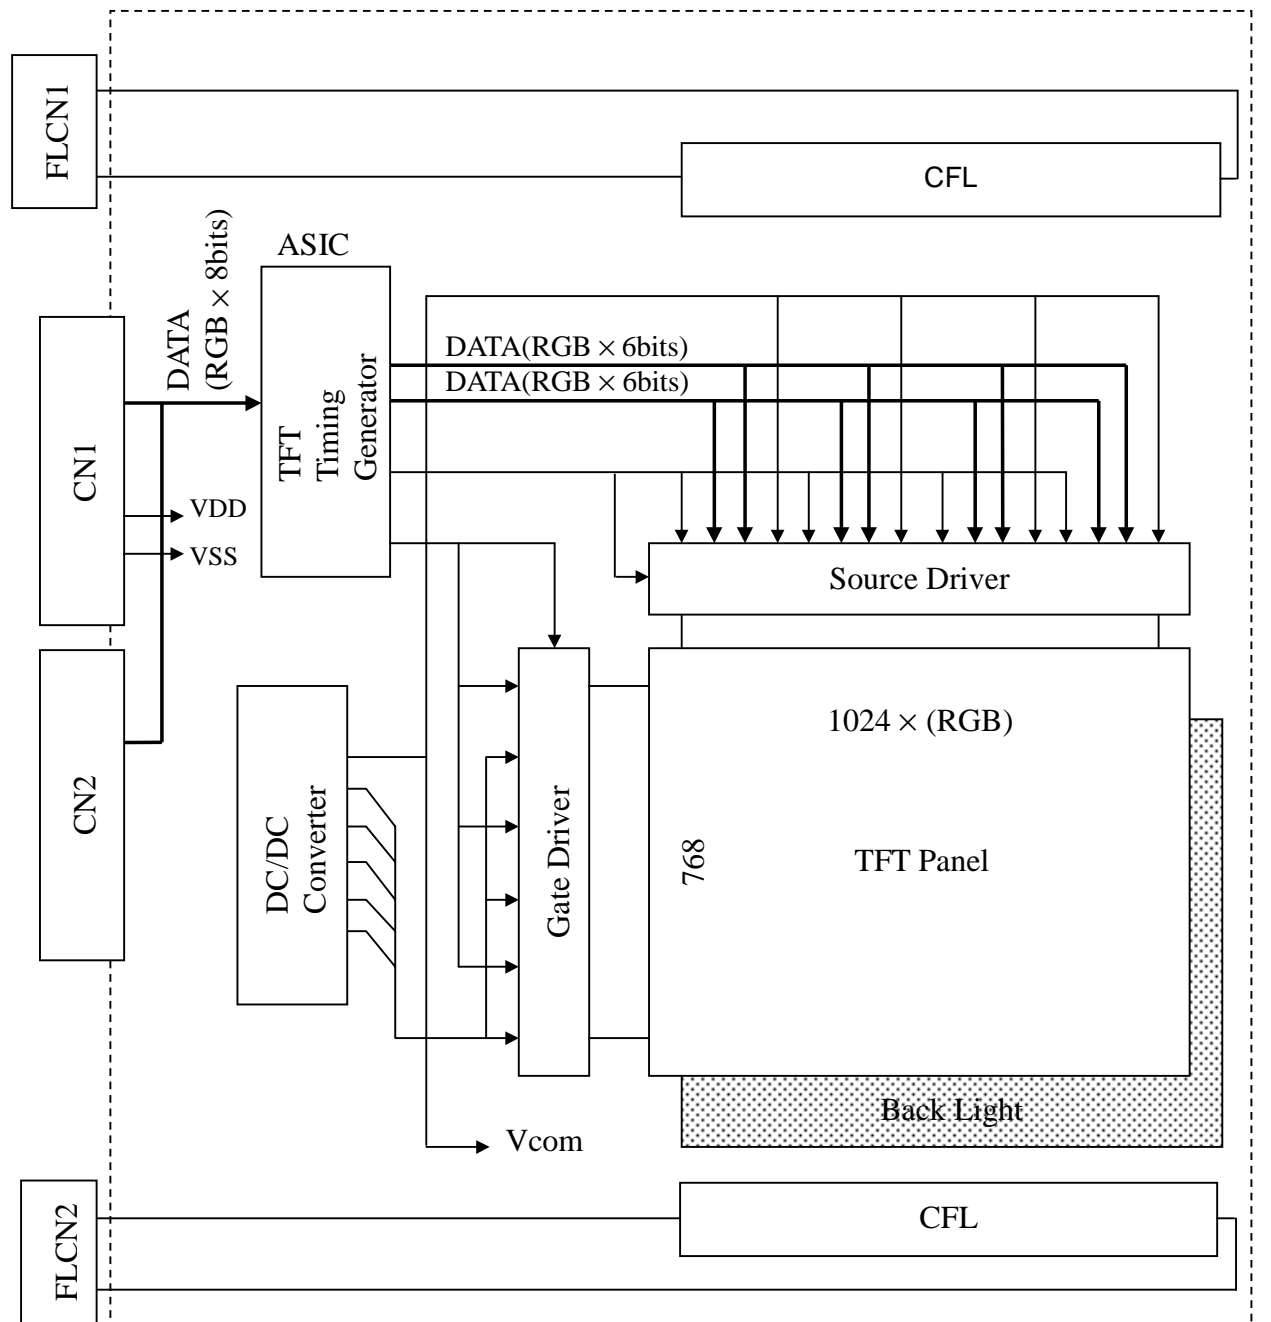 FLCN1
CFL
DATA
(RGB × 8bits)
ASIC
TFT
Timing
Generator
DATA(RGB × 6bits)
DATA(RGB × 6bits)
CN1
VDD
VSS
Source Driver
CN2
DC/DC
Converter
Gate Driver
1024 × (RGB)
768
TFT Panel
Back Light
Vcom
FLCN2
CFL